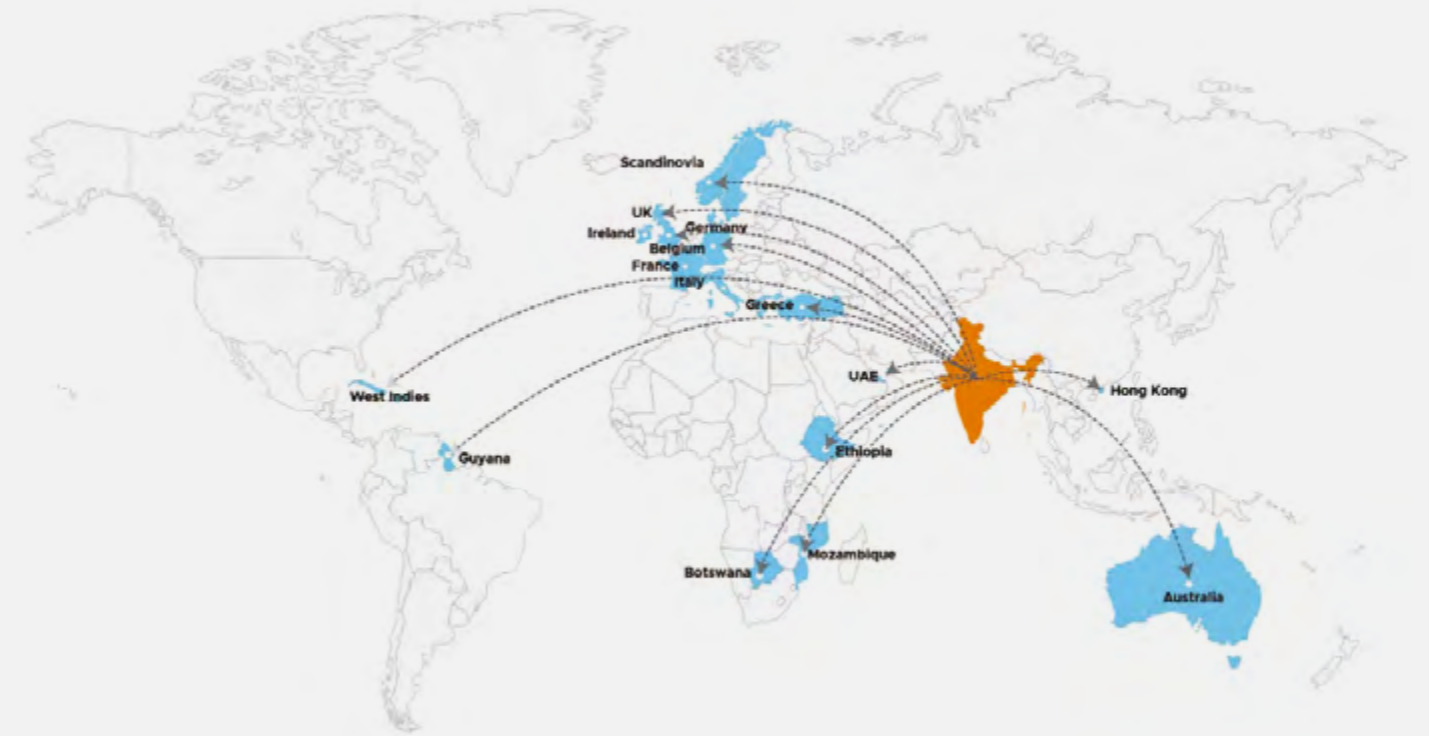 Scandinovia
UK
Germany
Ireland
Belgium
France
Italy
Greece
UAE
Hong Kong
West Indies
Guyana
Ethiopia
Mozambique
Botswana
Australia